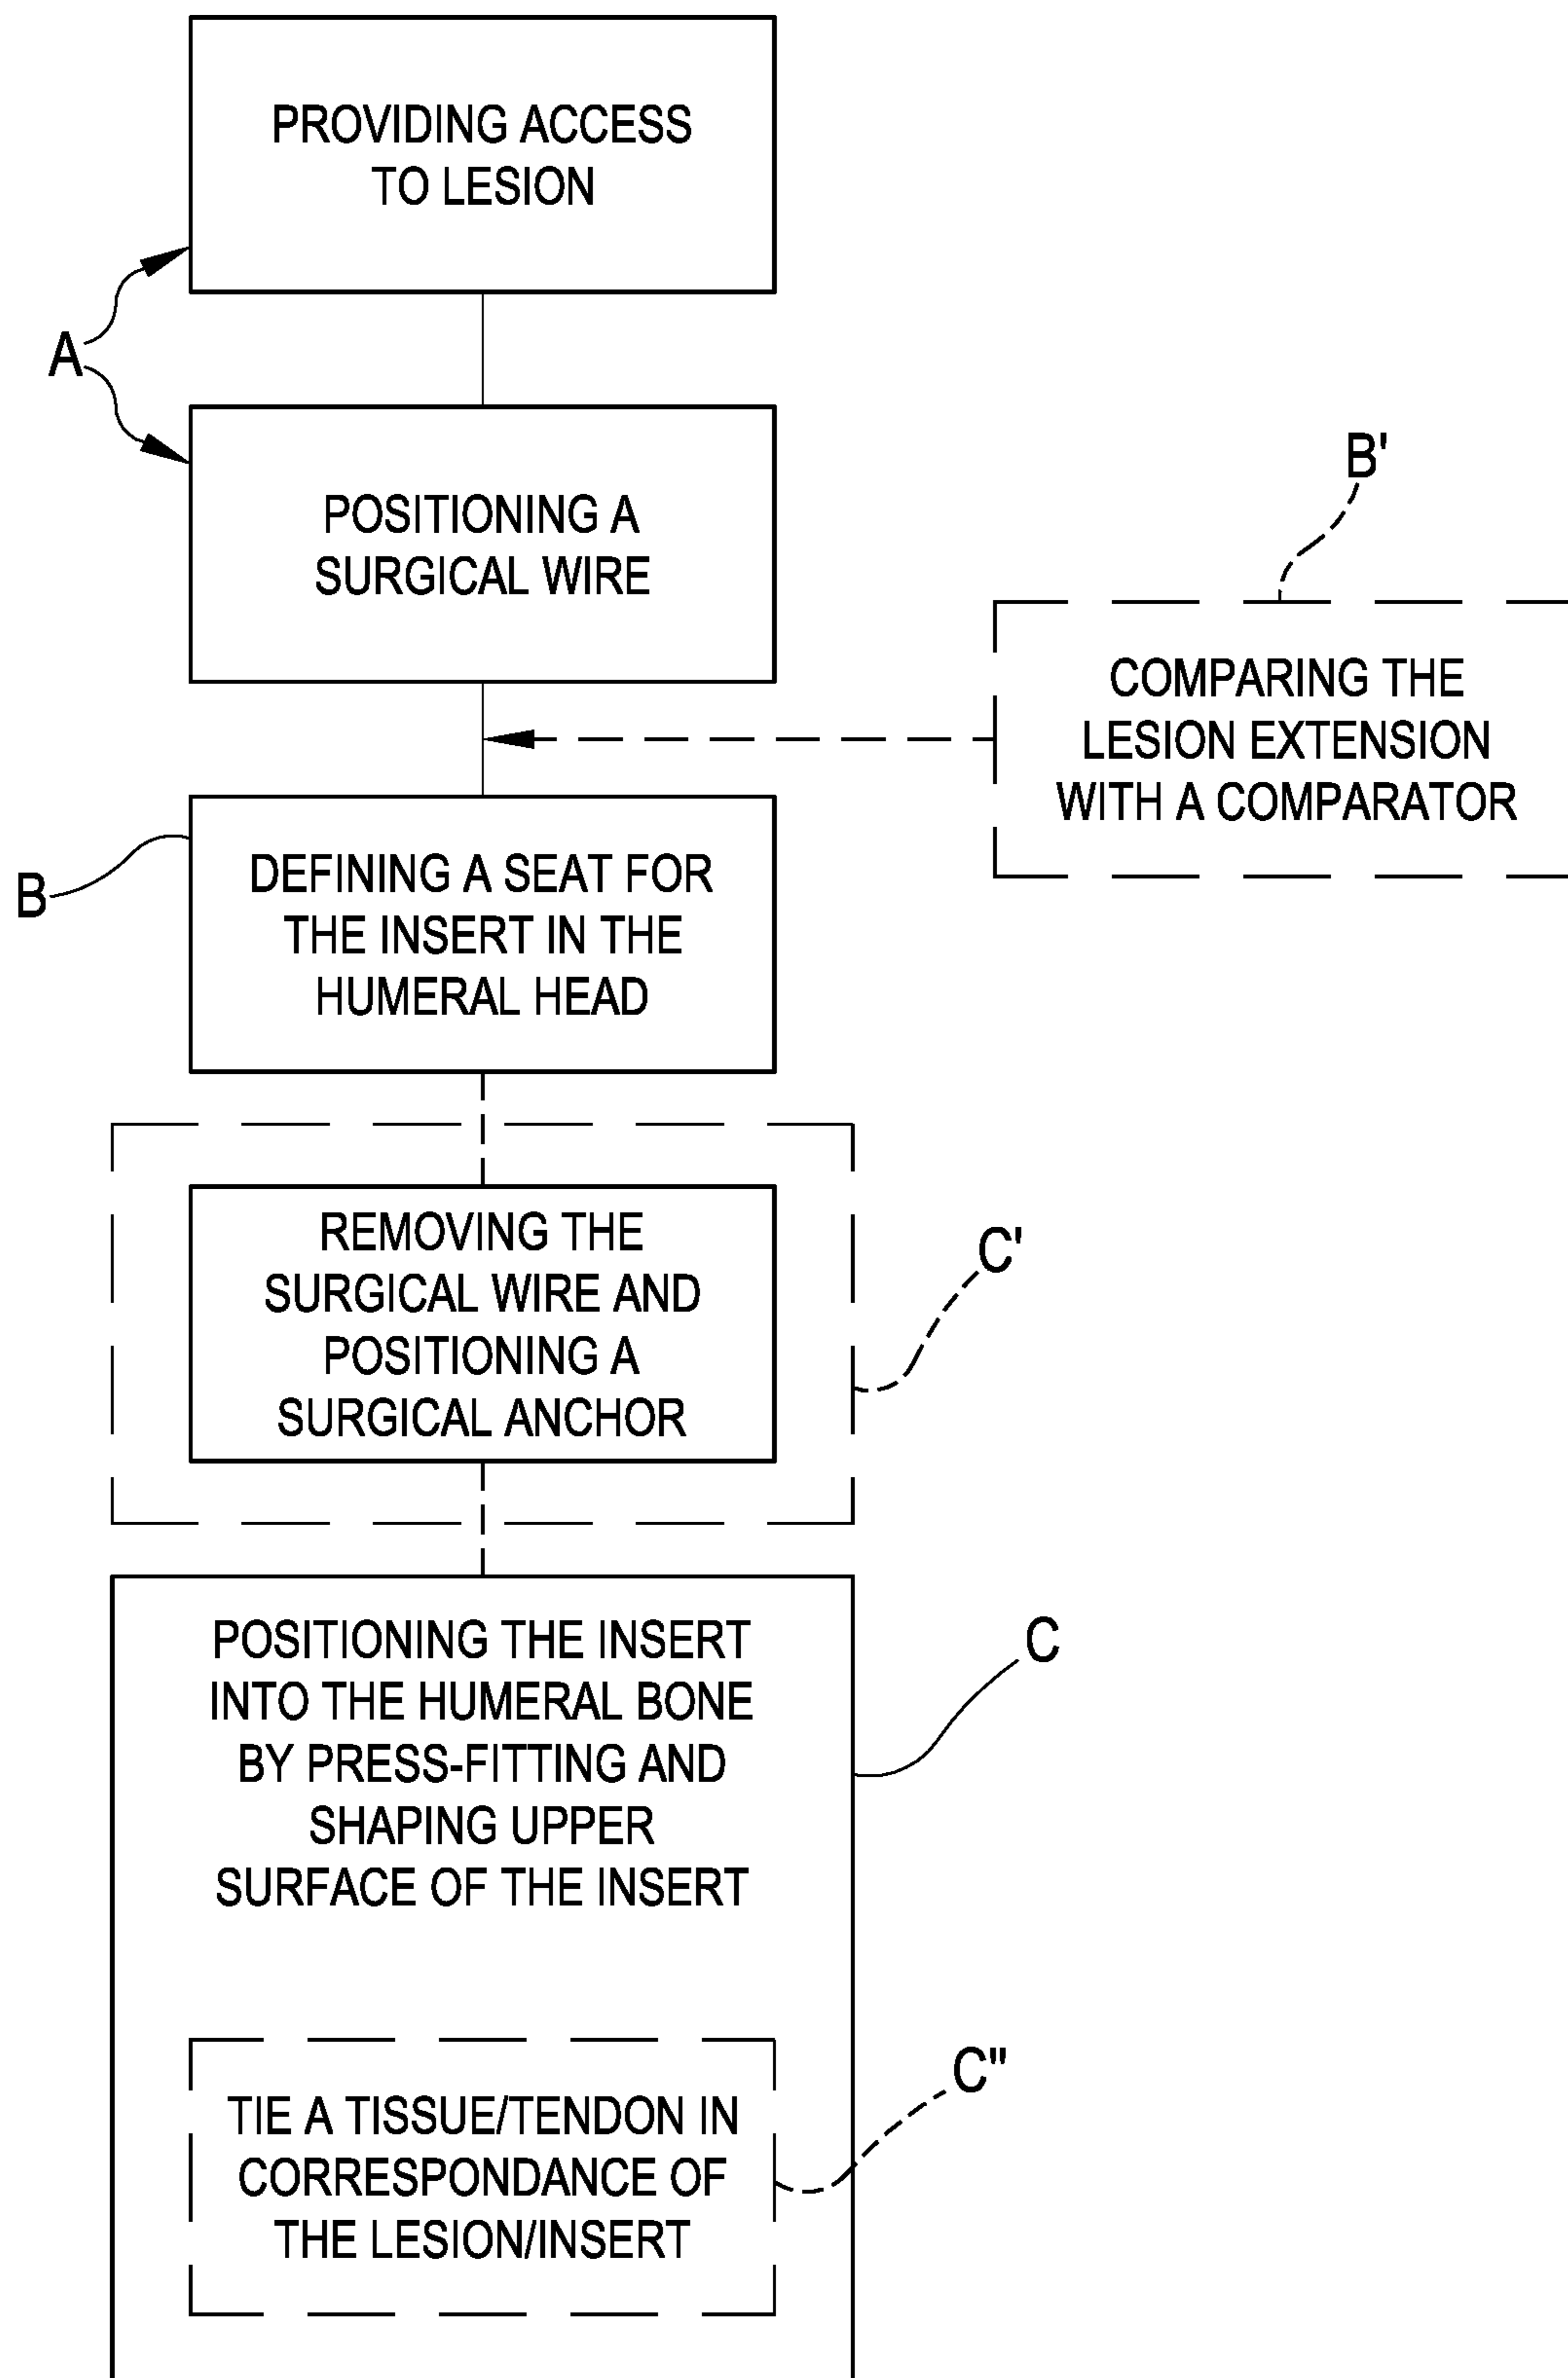 PROVIDING ACCESS
TO LESION
A
POSITIONING A
SURGICAL WIRE
B'
COMPARING THE
LESION EXTENSION
WITH A COMPARATOR
B
DEFINING A SEAT FOR
THE INSERT IN THE
HUMERAL HEAD
REMOVING THE
SURGICAL WIRE AND
POSITIONING A
SURGICAL ANCHOR
C'
POSITIONING THE INSERT
INTO THE HUMERAL BONE
BY PRESS-FITTING AND
SHAPING UPPER
SURFACE OF THE INSERT
C
TIE A TISSUE/TENDON IN
CORRESPONDANCE OF
THE LESION/INSERT
C"